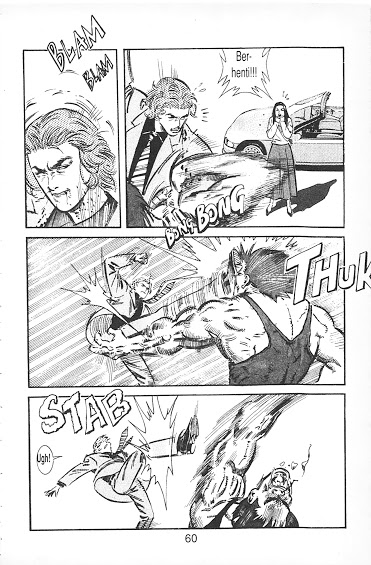 BLAM
BLAM
Ber-
henti!!!
BONG BONG
THUK
STAB
Ugh!
60